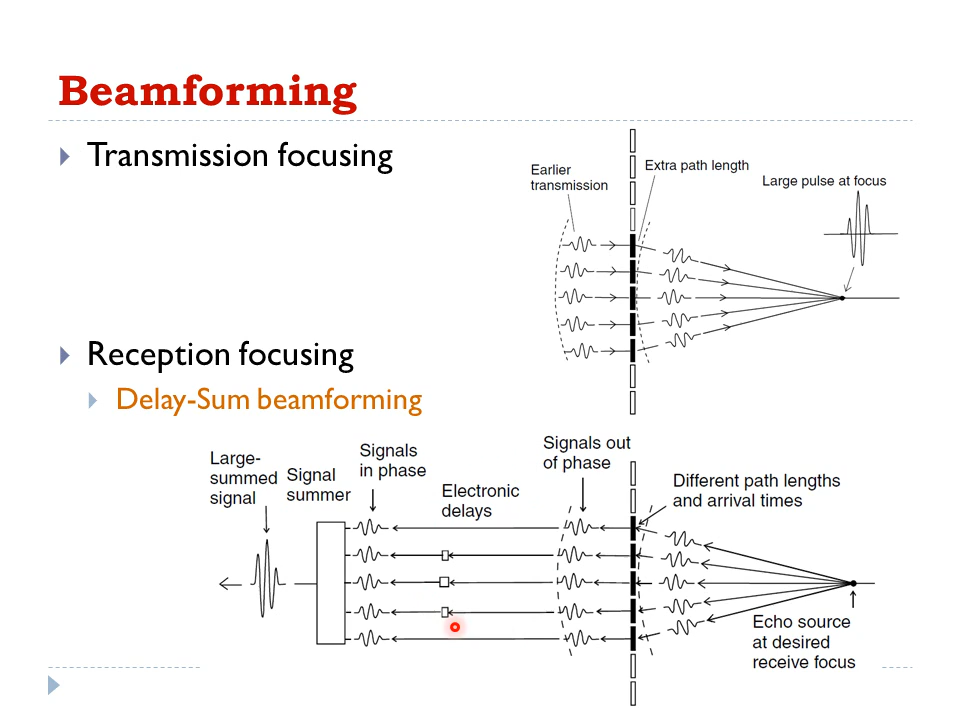 Beamforming
Transmission focusing
Earlier
transmission
Extra path length
Large pulse at focus
Reception focusing
Delay-Sum beamforming
Large-
summed
signal
Signal
summer
Signals
in phase
Electronic
delays
Signals out
of phase
Different path lengths
and arrival times
Echo source
at desired
receive focus